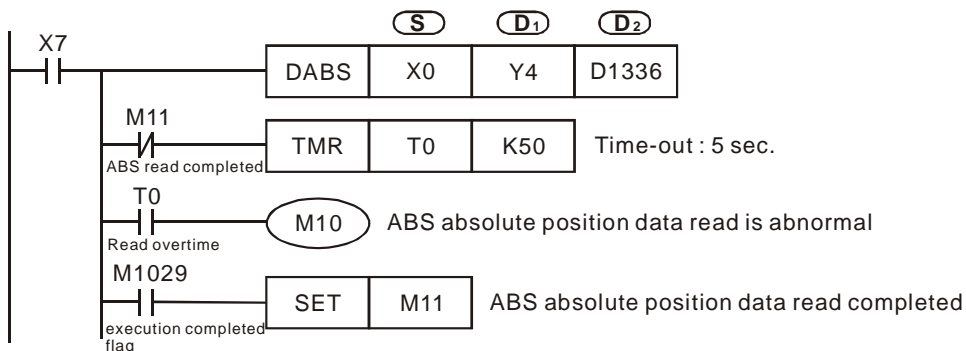 S D1 D2
X7
DABS X0 Y4 D1336
M11
TMR T0 K50 Time-out : 5 sec.
ABS read completed
T0
M10 ABS absolute position data read is abnormal
Read overtime
M1029
SET M11 ABS absolute position data read completed
execution completed
flag